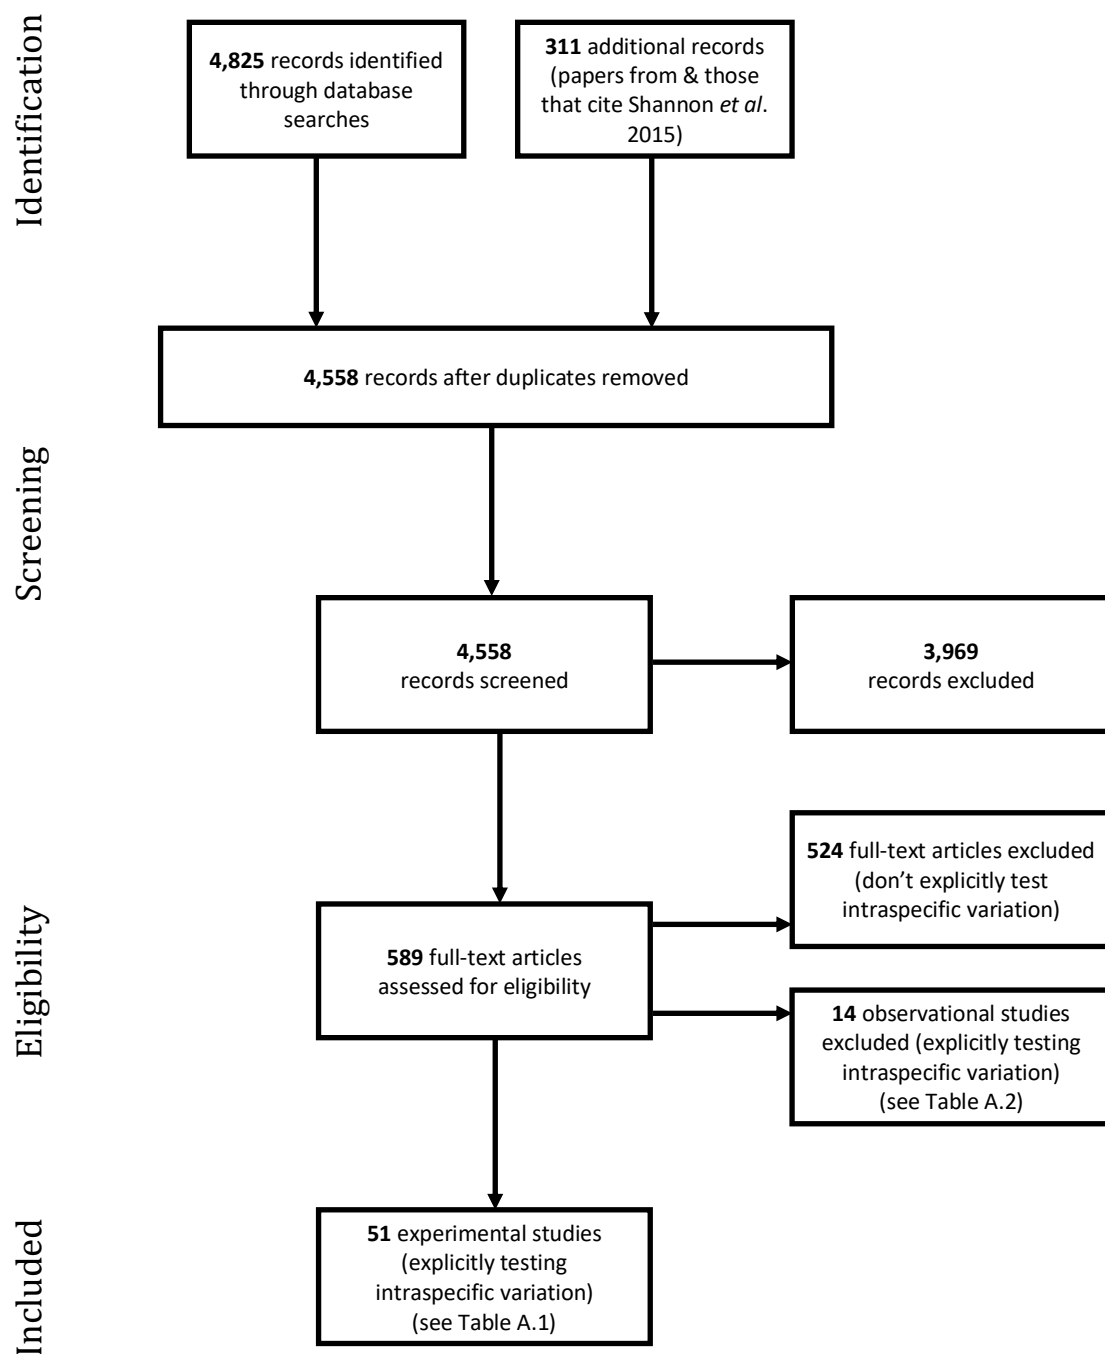 Identification
4,825 records identified
through database
searches
311 additional records
(papers from & those
that cite Shannon et al.
2015)
4,558 records after duplicates removed
Screening
4,558
records screened
3,969
records excluded
Eligibility
589 full-text articles
assessed for eligibility
524 full-text articles excluded
(don’t explicitly test
intraspecific variation)
14 observational studies
excluded (explicitly testing
intraspecific variation)
(see Table A.2)
Included
51 experimental studies
(explicitly testing
intraspecific variation)
(see Table A.1)